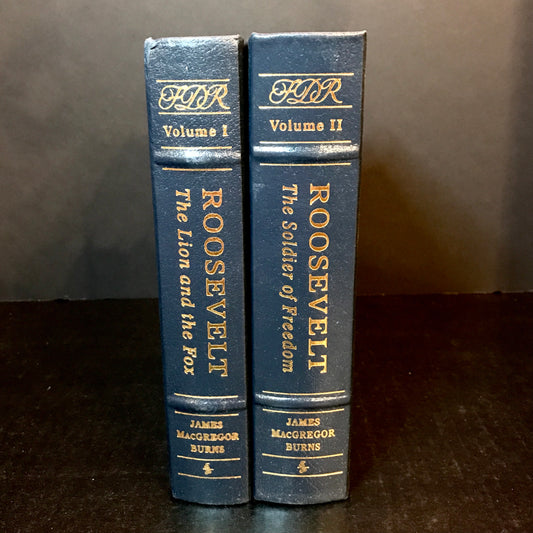 FDR
Volume I
ROOSEVELT
The Lion and the Fox
JAMES
MACGREGOR
BURNS
FDR
Volume II
ROOSEVELT
The Soldier of Freedom
JAMES
MACGREGOR
BURNS